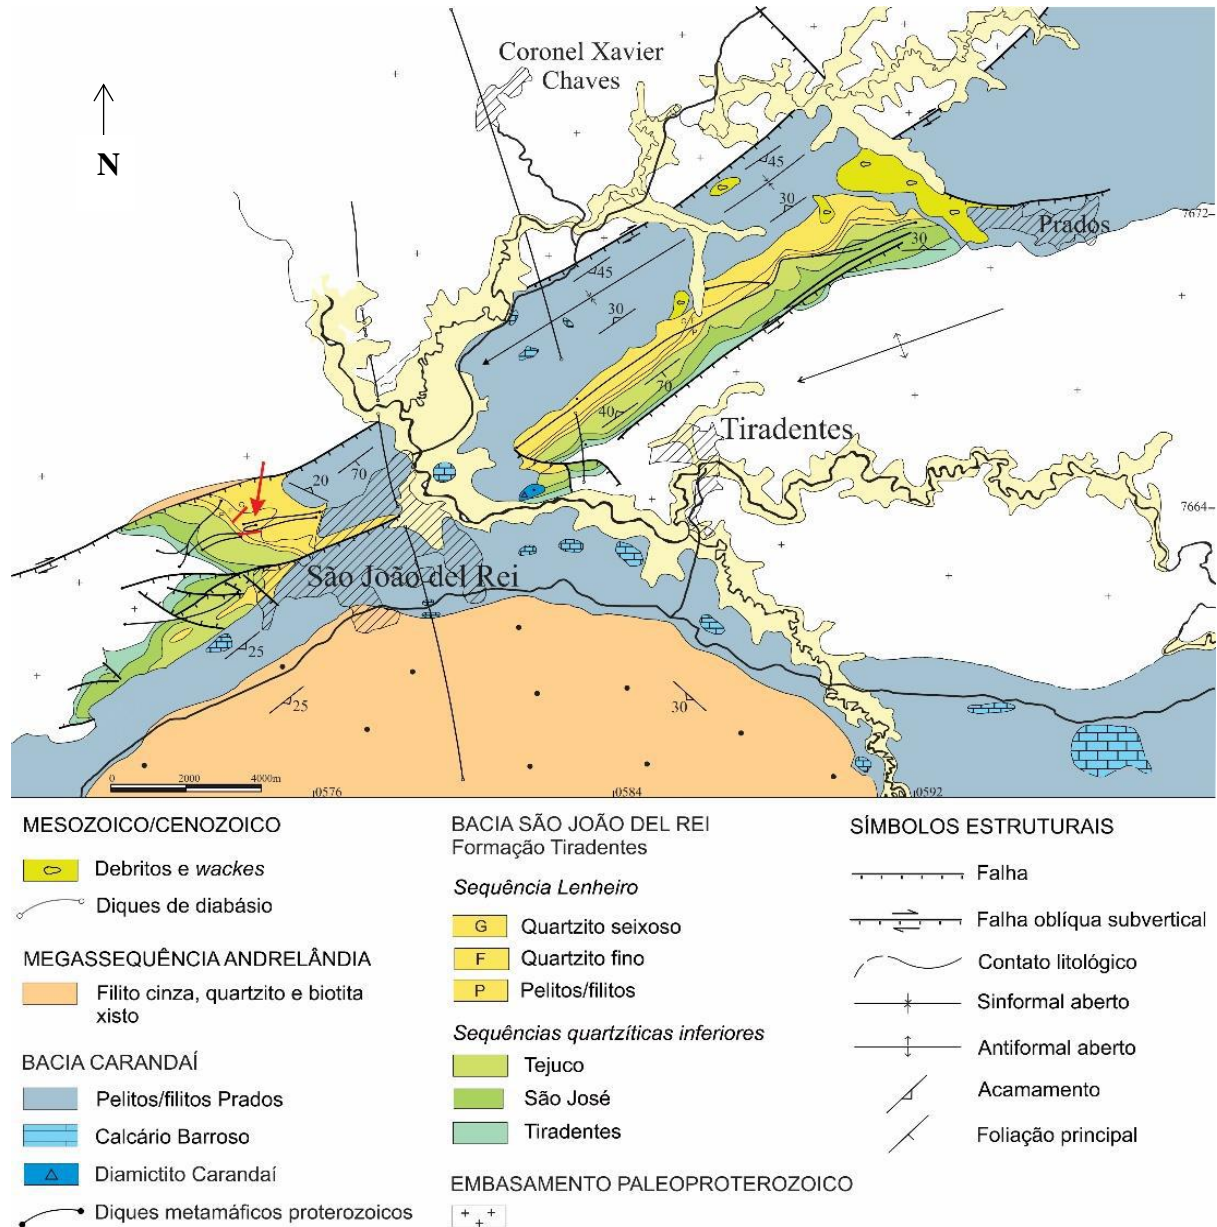 Coronel Xavier
Chaves
N
45
30
7672
Prados
30
45
30
70
40
Tiradentes
20
70
7664
São João del Rei
25
25
30
0 2000 4000m
0576
0584
0592
MESOZOICO/CENOZOICO
Debritos e wackes
Diques de diabásio
MEGASSEQUÊNCIA ANDRELÂNDIA
Filito cinza, quartzito e biotita
xisto
BACIA CARANDAÍ
Pelitos/filitos Prados
Calcário Barroso
Diamictito Carandaí
Diques metamáficos proterozoicos
BACIA SÃO JOÃO DEL REI
Formação Tiradentes
Sequência Lenheiro
G Quartzito seixoso
F Quartzito fino
P Pelitos/filitos
Sequências quartzíticas inferiores
Tejuco
São José
Tiradentes
EMBASAMENTO PALEOPROTEROZOICO
SÍMBOLOS ESTRUTURAIS
Falha
Falha oblíqua subvertical
Contato litológico
Sinformal aberto
Antiformal aberto
Acamamento
Foliação principal